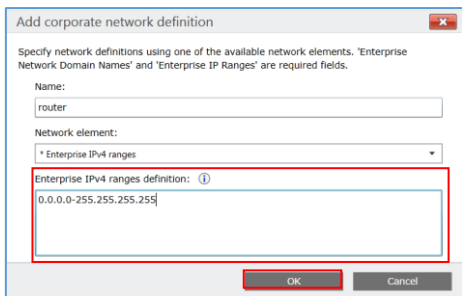 Add corporate network definition
Specify network definitions using one of the available network elements. 'Enterprise
Network Domain Names' and 'Enterprise IP Ranges' are required fields.
Name:
router
Network element:
* Enterprise IPv4 ranges
Enterprise IPv4 ranges definition:
0.0.0.0-255.255.255.255
OK
Cancel